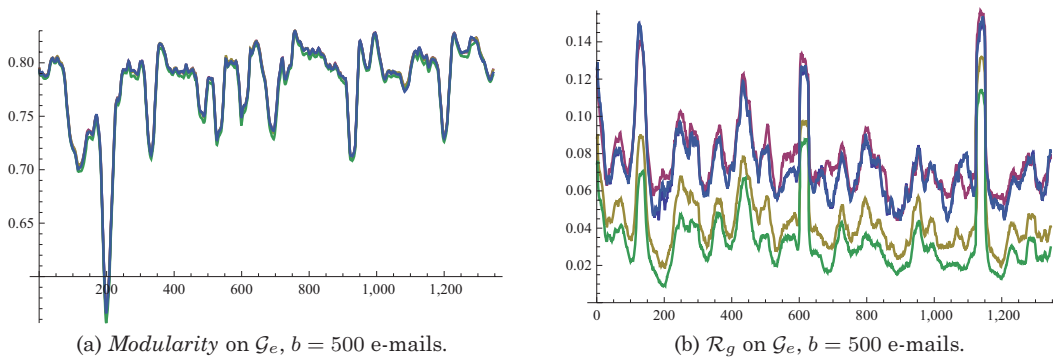 0.80
0.75
0.70
0.65
200 400 600 800 1,000 1,200
(a) Modularity on 𝒢ₑ, b = 500 e-mails.
0.14
0.12
0.10
0.08
0.06
0.04
0.02
0 200 400 600 800 1,000 1,200
(b) ℛ_g on 𝒢ₑ, b = 500 e-mails.